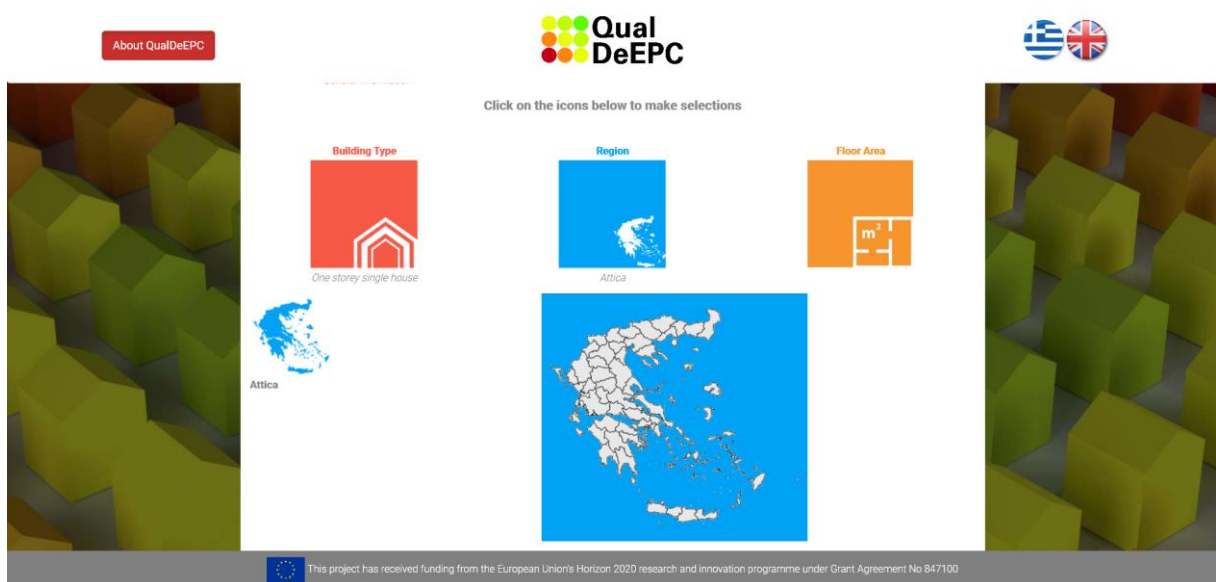 About QualDeEPC
Qual
DeEPC
General Information
Click on the icons below to make selections
Building Type
Region
Floor Area
m²
One storey single house
Attica
Attica
This project has received funding from the European Union's Horizon 2020 research and innovation programme under Grant Agreement No 847100